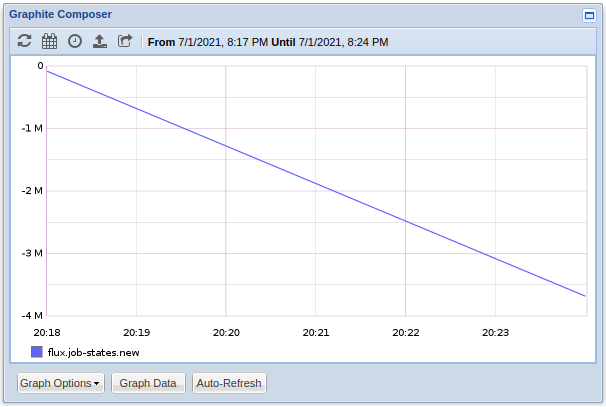 Graphite Composer
From 7/1/2021, 8:17 PM Until 7/1/2021, 8:24 PM
0
-1 M
-2 M
-3 M
-4 M
20:18 20:19 20:20 20:21 20:22 20:23
flux.job-states.new
Graph Options Graph Data Auto-Refresh